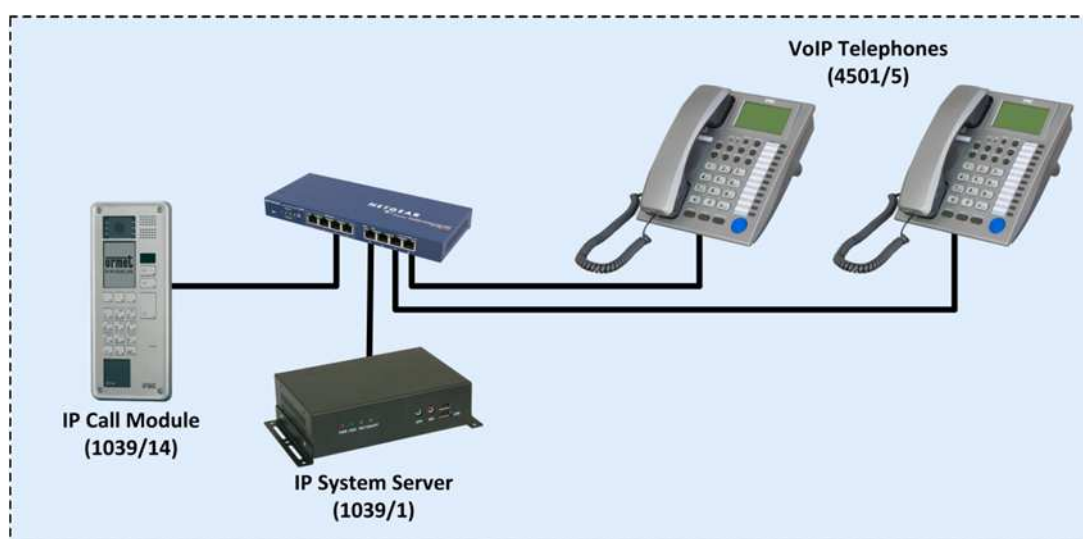 VoIP Telephones
(4501/5)
NETGEAR
urmet
IP Call Module
(1039/14)
IP System Server
(1039/1)